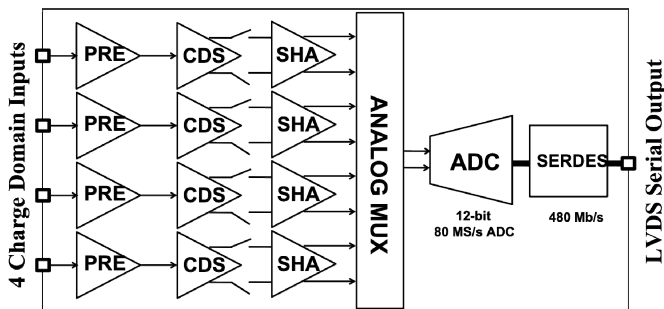 4 Charge Domain Inputs
PRE
CDS
SHA
PRE
CDS
SHA
PRE
CDS
SHA
PRE
CDS
SHA
ANALOG MUX
ADC
12-bit
80 MS/s ADC
SERDES
480 Mb/s
LVDS Serial Output